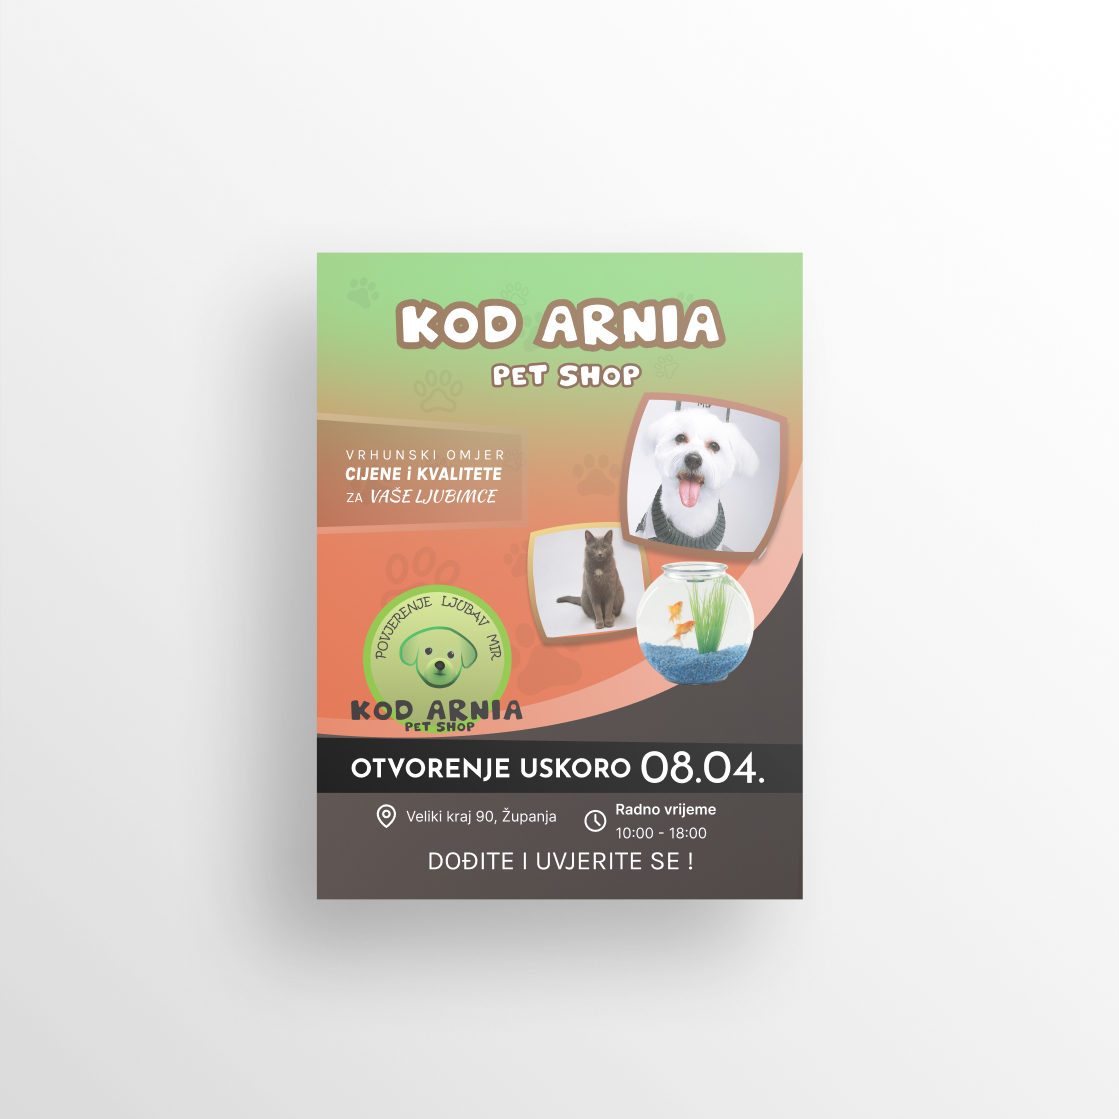 KOD ARNIA
PET SHOP
VRHUNSKI OMJER
CIJENE i KVALITETE
ZA VAŠE LJUBIMCE
POVJERENJE LJUBAV MIR
KOD ARNIA
PET SHOP
OTVORENJE USKORO 08.04.
Veliki kraj 90, Županja
Radno vrijeme
10:00 - 18:00
DOĐITE I UVJERITE SE !